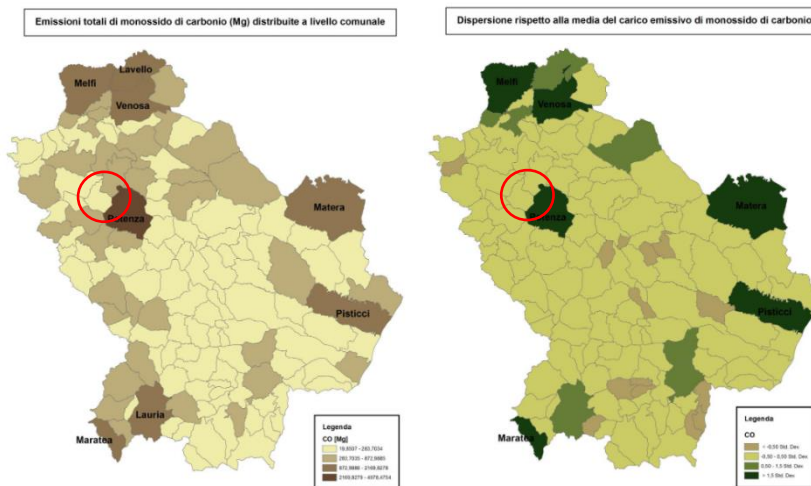 Emissioni totali di monossido di carbonio (Mg) distribuite a livello comunale
Lavello
Melfi
Venosa
Potenza
Matera
Pisticci
Lauria
Maratea
Legenda
CO [Mg]
Dispersione rispetto alla media del carico emissivo di monossido di carbonio
Melfi
Venosa
Potenza
Matera
Pisticci
Maratea
Legenda
CO
< -0,50 Std. Dev.
-0,50 - 0,50 Std. Dev.
0,50 - 1,5 Std. Dev.
> 1,5 Std. Dev.